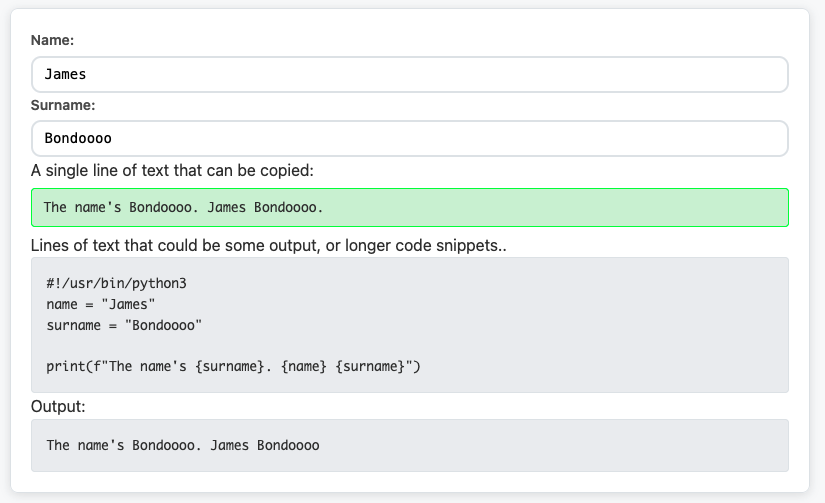 Name:
James
Surname:
Bondoooo
A single line of text that can be copied:
The name's Bondoooo. James Bondoooo.
Lines of text that could be some output, or longer code snippets..
#!/usr/bin/python3
name = "James"
surname = "Bondoooo"
print(f"The name's {surname}. {name} {surname}")
Output:
The name's Bondoooo. James Bondoooo